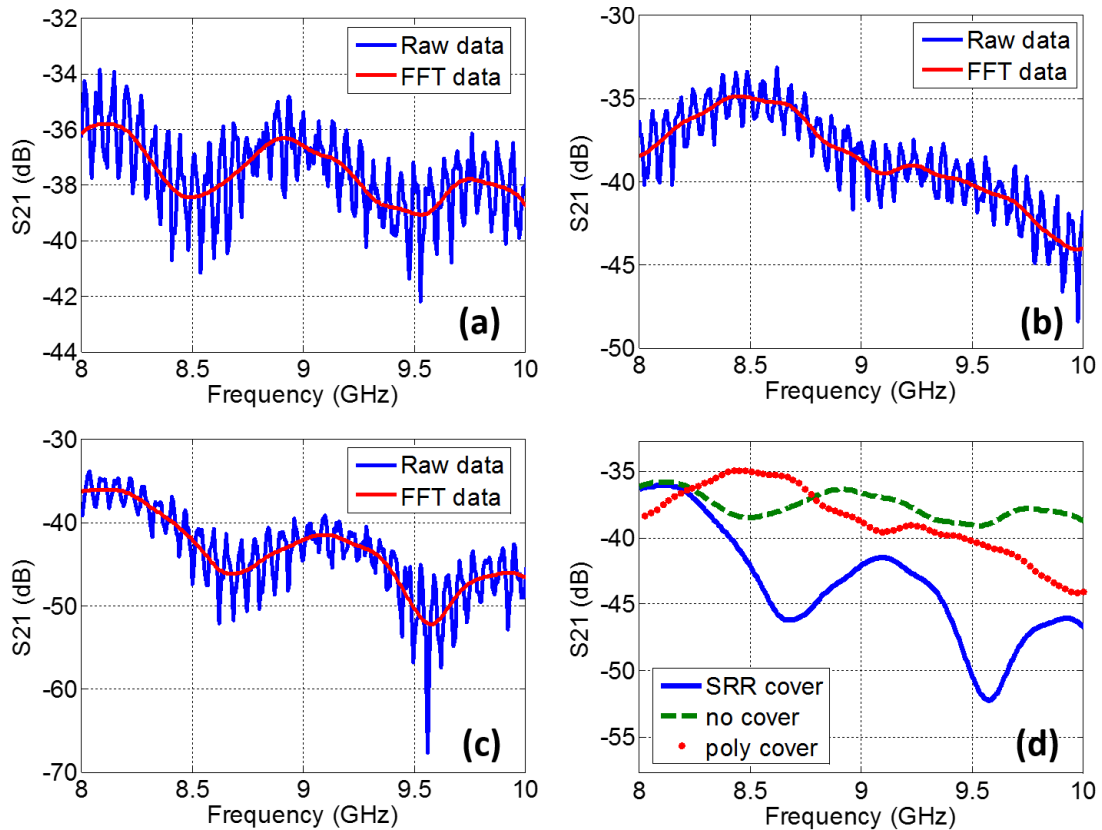 -32
-34
-36
-38
-40
-42
-44
S21 (dB)
Raw data
FFT data
(a)
8 8.5 9 9.5 10
Frequency (GHz)
-30
-35
-40
-45
-50
S21 (dB)
Raw data
FFT data
(b)
8 8.5 9 9.5 10
Frequency (GHz)
-30
-40
-50
-60
-70
S21 (dB)
Raw data
FFT data
(c)
8 8.5 9 9.5 10
Frequency (GHz)
-35
-40
-45
-50
-55
S21 (dB)
SRR cover
no cover
poly cover
(d)
8 8.5 9 9.5 10
Frequency (GHz)